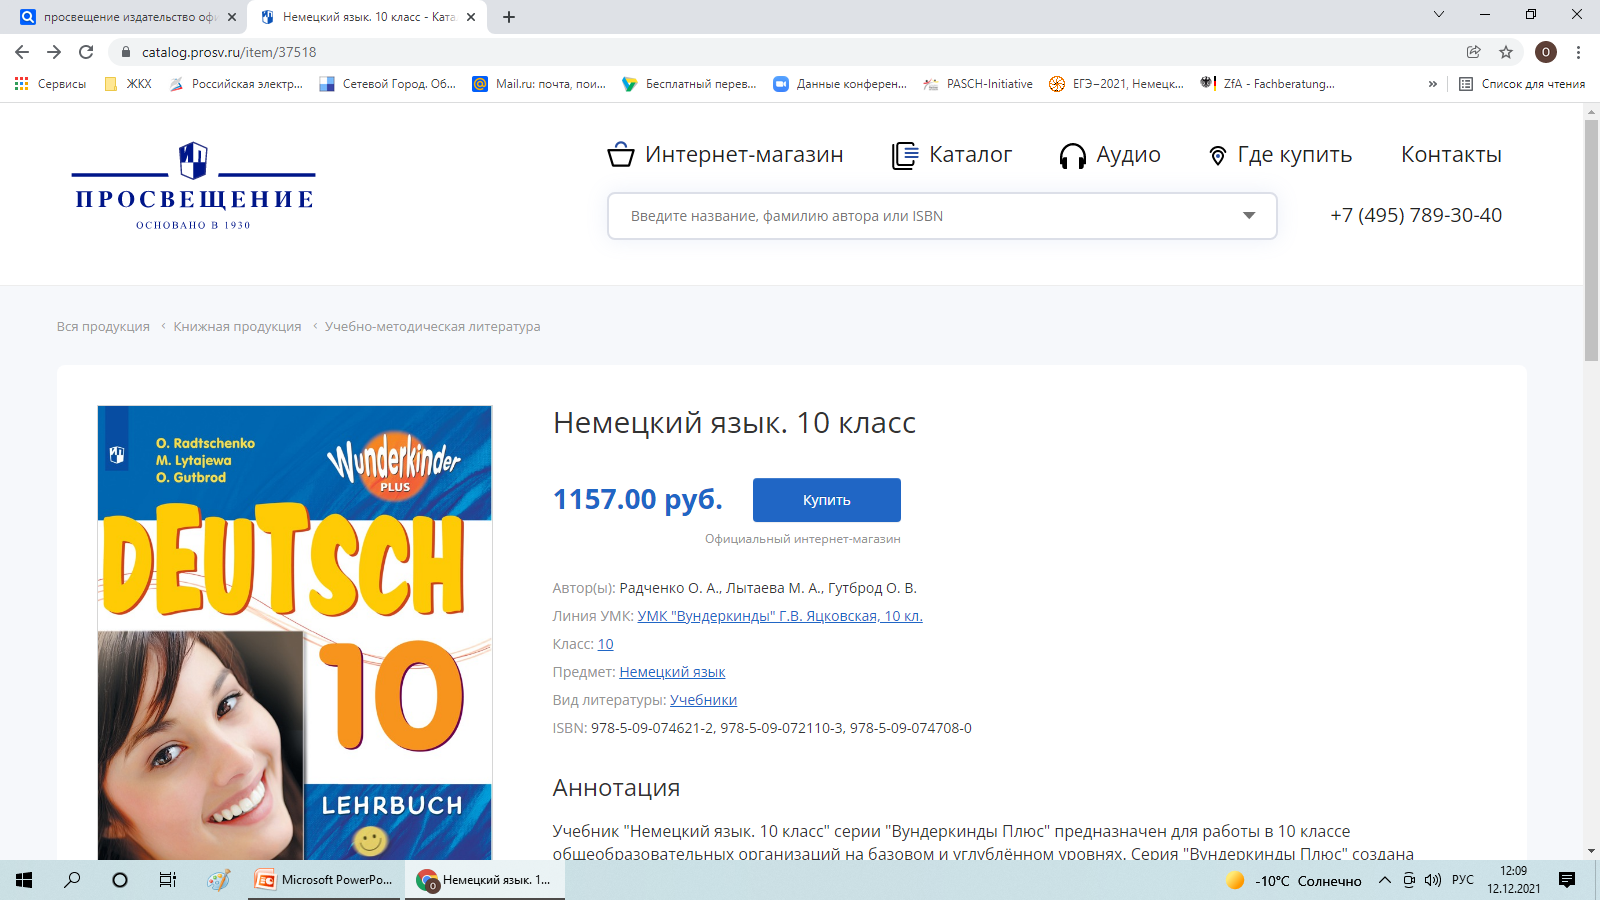 просвещение издательство офи
Немецкий язык. 10 класс - Ката
catalog.prosv.ru/item/37518
О
Сервисы
ЖКХ
Российская электр...
Сетевой Город. Об...
Mail.ru: почта, пои...
Бесплатный перев...
Данные конферен...
PASCH-Initiative
ЕГЭ–2021, Немецк...
ZfA - Fachberatung...
»
Список для чтения
ИП
ПРОСВЕЩЕНИЕ
ОСНОВАНО В 1930
Интернет-магазин
Каталог
Аудио
Где купить
Контакты
Введите название, фамилию автора или ISBN
+7 (495) 789-30-40
Вся продукция ‹ Книжная продукция ‹ Учебно-методическая литература
O. Radtschenko
M. Lytajewa
O. Gutbrod
Wunderkinder
PLUS
DEUTSCH
10
LEHRBUCH
Немецкий язык. 10 класс
1157.00 руб.
Купить
Официальный интернет-магазин
Автор(ы): Радченко О. А., Лытаева М. А., Гутброд О. В.
Линия УМК: УМК "Вундеркинды" Г.В. Яцковская, 10 кл.
Класс: 10
Предмет: Немецкий язык
Вид литературы: Учебники
ISBN: 978-5-09-074621-2, 978-5-09-072110-3, 978-5-09-074708-0
Аннотация
Учебник "Немецкий язык. 10 класс" серии "Вундеркинды Плюс" предназначен для работы в 10 классе
общеобразовательных организаций на базовом и углублённом уровнях. Серия "Вундеркинды Плюс" создана
Microsoft PowerPo...
О
Немецкий язык. 1...
-10°C Солнечно
РУС
12:09
12.12.2021